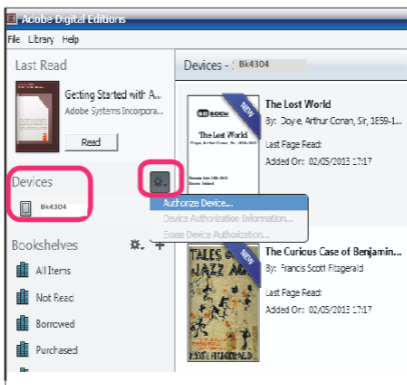 Adobe Digital Editions
File Library Help
Last Read
Getting Started with A...
Adobe Systems Incorpora...
Read
Devices
Bk4304
Authorize Device...
Device Authorization Information...
Erase Device Authorization...
Bookshelves
All Items
Not Read
Borrowed
Purchased
Devices - : Bk4304
NEW
The Lost World
The Lost World
By: Doyle, Arthur Conan, Sir, 1859-1...
Last Page Read:
Added On: 02/05/2013 17:17
NEW
TALES
JAZZ AG
The Curious Case of Benjamin...
By: Francis Scott Fitzgerald
Last Page Read:
Added On: 02/05/2013 17:17